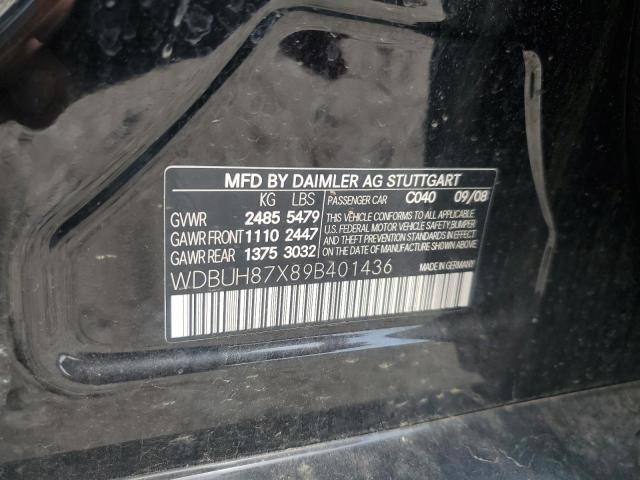 MFD BY DAIMLER AG STUTTGART
KG LBS
PASSENGER CAR C040 09/08
GVWR 2485 5479
GAWR FRONT 1110 2447
GAWR REAR 1375 3032
THIS VEHICLE CONFORMS TO ALL APPLICABLE
U.S. FEDERAL MOTOR VEHICLE SAFETY, BUMPER
AND THEFT PREVENTION STANDARDS IN EFFECT
ON THE DATE OF MANUFACTURE SHOWN ABOVE
WDBUH87X89B401436
MADE IN GERMANY